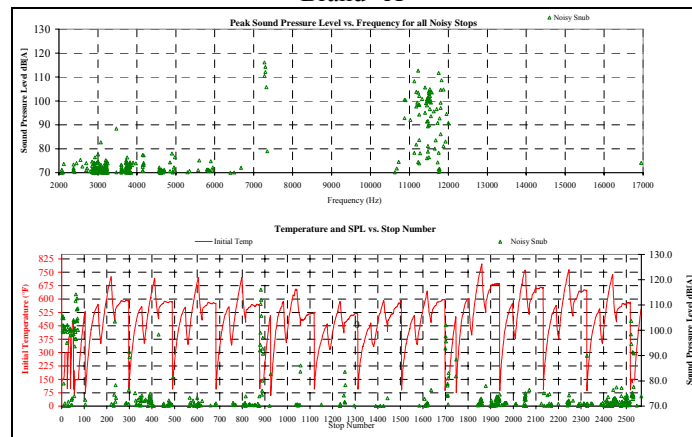 Peak Sound Pressure Level vs. Frequency for all Noisy Stops
Noisy Snub
Sound Pressure Level dB[A]
130
120
110
100
90
80
70
2000 3000 4000 5000 6000 7000 8000 9000 10000 11000 12000 13000 14000 15000 16000 17000
Frequency (Hz)
Temperature and SPL vs. Stop Number
Initial Temp
Noisy Snub
Initial Temperature (°F)
825
750
675
600
525
450
375
300
225
150
75
0
130.0
120.0
110.0
100.0
90.0
80.0
70.0
Sound Pressure Level dB[A]
0 100 200 300 400 500 600 700 800 900 1000 1100 1200 1300 1400 1500 1600 1700 1800 1900 2000 2100 2200 2300 2400 2500
Stop Number